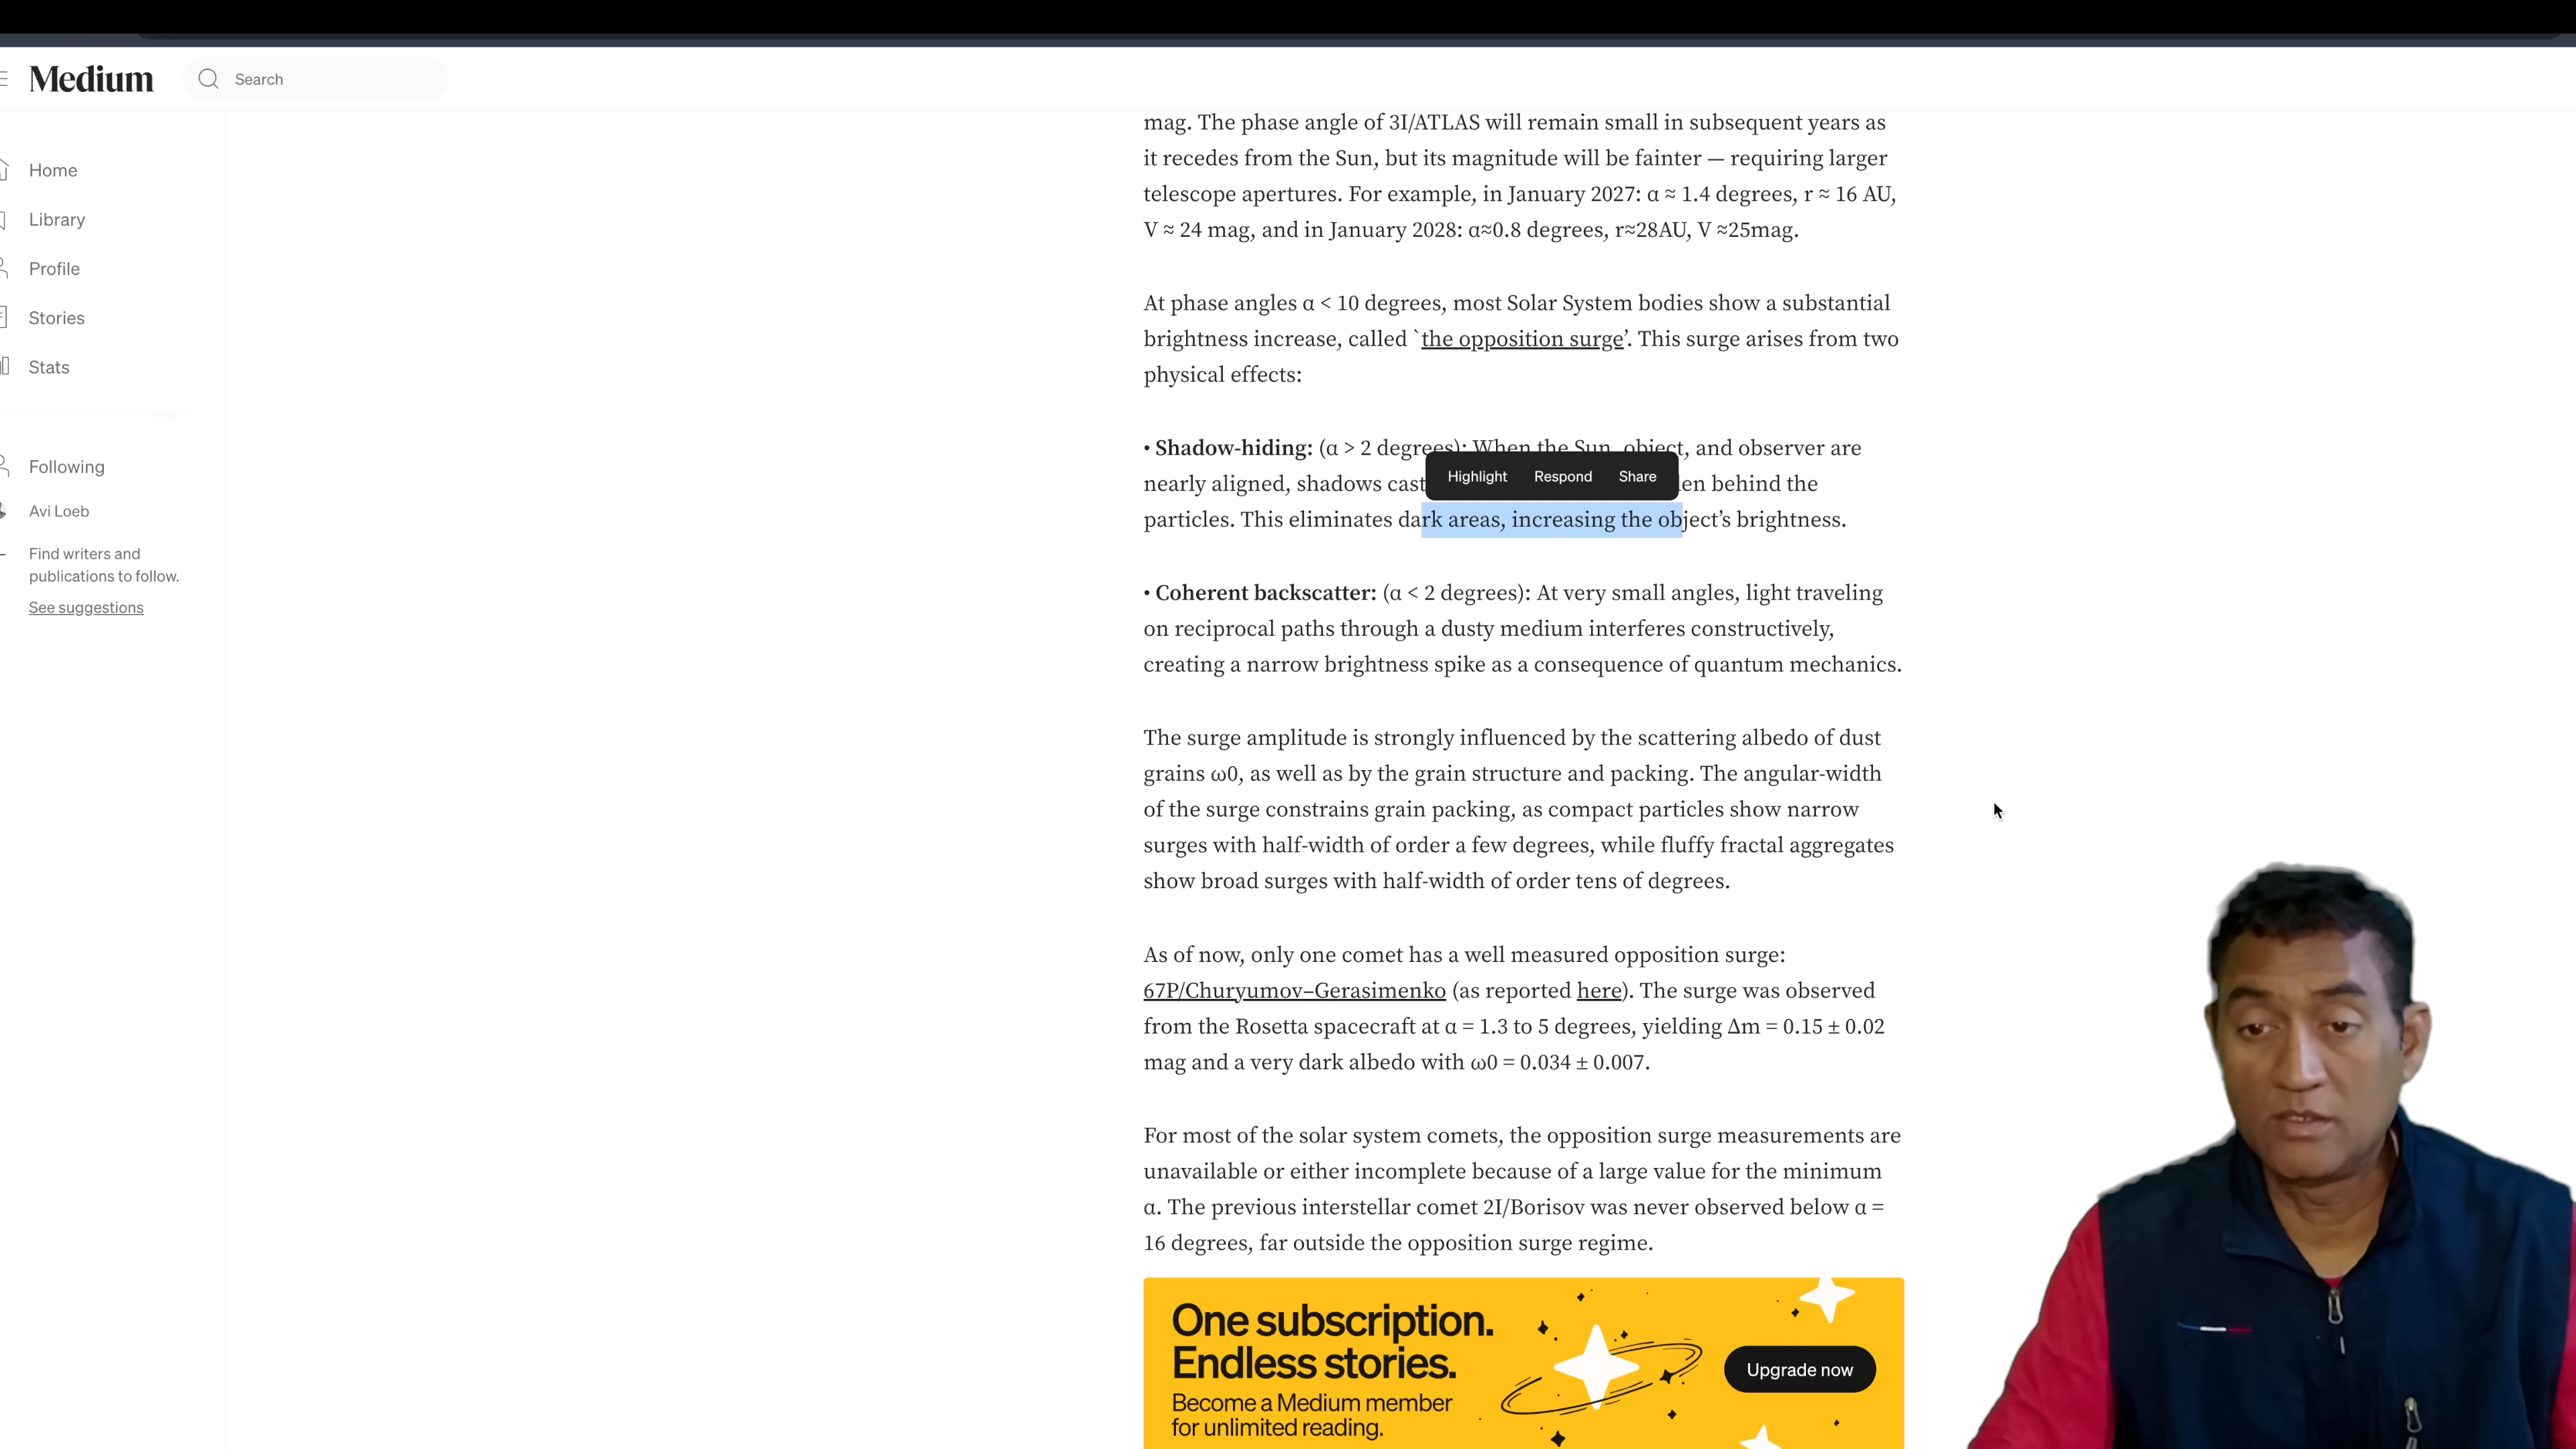 Medium
Search
Home
Library
Profile
Stories
Stats
Following
Avi Loeb
Find writers and
publications to follow.
See suggestions
mag. The phase angle of 3I/ATLAS will remain small in subsequent years as
it recedes from the Sun, but its magnitude will be fainter — requiring larger
telescope apertures. For example, in January 2027: α ≈ 1.4 degrees, r ≈ 16 AU,
V ≈ 24 mag, and in January 2028: α≈0.8 degrees, r≈28AU, V ≈25mag.
At phase angles α < 10 degrees, most Solar System bodies show a substantial
brightness increase, called `the opposition surge’. This surge arises from two
physical effects:
• Shadow-hiding: (α > 2 degrees): When the Sun, object, and observer are
Highlight Respond Share
nearly aligned, shadows cast behind the
particles. This eliminates dark areas, increasing the object’s brightness.
• Coherent backscatter: (α < 2 degrees): At very small angles, light traveling
on reciprocal paths through a dusty medium interferes constructively,
creating a narrow brightness spike as a consequence of quantum mechanics.
The surge amplitude is strongly influenced by the scattering albedo of dust
grains ω0, as well as by the grain structure and packing. The angular-width
of the surge constrains grain packing, as compact particles show narrow
surges with half-width of order a few degrees, while fluffy fractal aggregates
show broad surges with half-width of order tens of degrees.
As of now, only one comet has a well measured opposition surge:
67P/Churyumov–Gerasimenko (as reported here). The surge was observed
from the Rosetta spacecraft at α = 1.3 to 5 degrees, yielding Δm = 0.15 ± 0.02
mag and a very dark albedo with ω0 = 0.034 ± 0.007.
For most of the solar system comets, the opposition surge measurements are
unavailable or either incomplete because of a large value for the minimum
α. The previous interstellar comet 2I/Borisov was never observed below α =
16 degrees, far outside the opposition surge regime.
One subscription.
Endless stories.
Become a Medium member
for unlimited reading.
Upgrade now